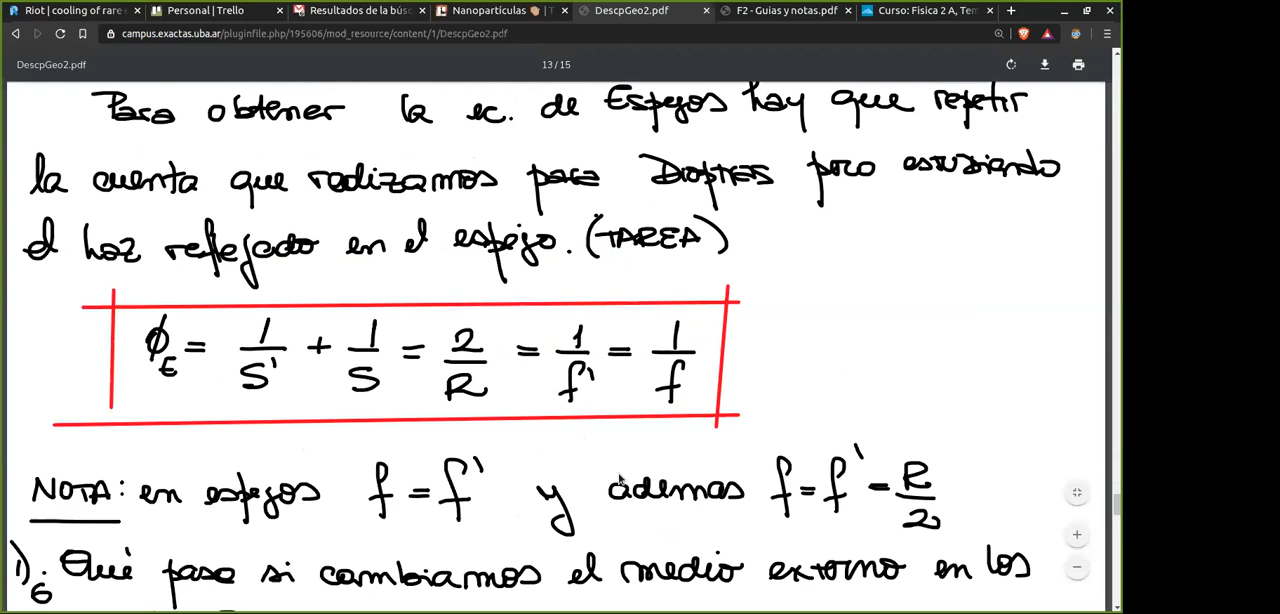 Riot | cooling of rare e
Personal | Trello
Resultados de la bús
Nanopartículas 👏 | T
DescpGeo2.pdf
F2 - Guias y notas.pdf
Curso: Fisica 2 A, Tem
campus.exactas.uba.ar/pluginfile.php/195606/mod_resource/content/1/DescpGeo2.pdf
DescpGeo2.pdf 13/15
Para obtener la ec. de Espejos hay que repetir
la cuenta que realizamos para Dioptras pero estudiando
el haz reflejado en el espejo. (TAREA)
ϕ_E = 1/S' + 1/S = 2/R = 1/f' = 1/f
NOTA: en espejos f = f' y ademas f = f' = R/2
1) Qué pasa si cambiamos el medio externo en los
6